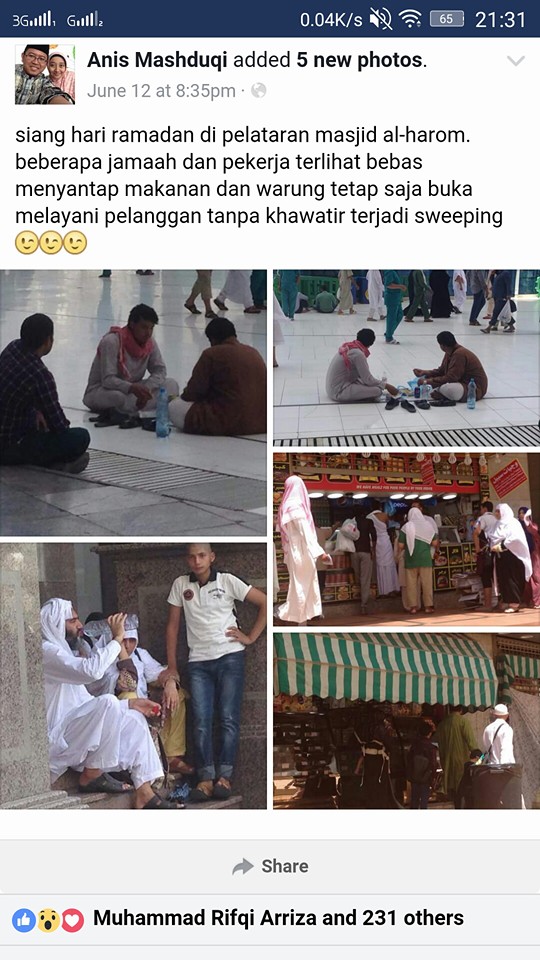 3G 1 G 2 0.04K/s 65 21:31
Anis Mashduqi added 5 new photos.
June 12 at 8:35pm ·
siang hari ramadan di pelataran masjid al-harom.
beberapa jamaah dan pekerja terlihat bebas
menyantap makanan dan warung tetap saja buka
melayani pelanggan tanpa khawatir terjadi sweeping
😉😉😉
Share
Muhammad Rifqi Arriza and 231 others